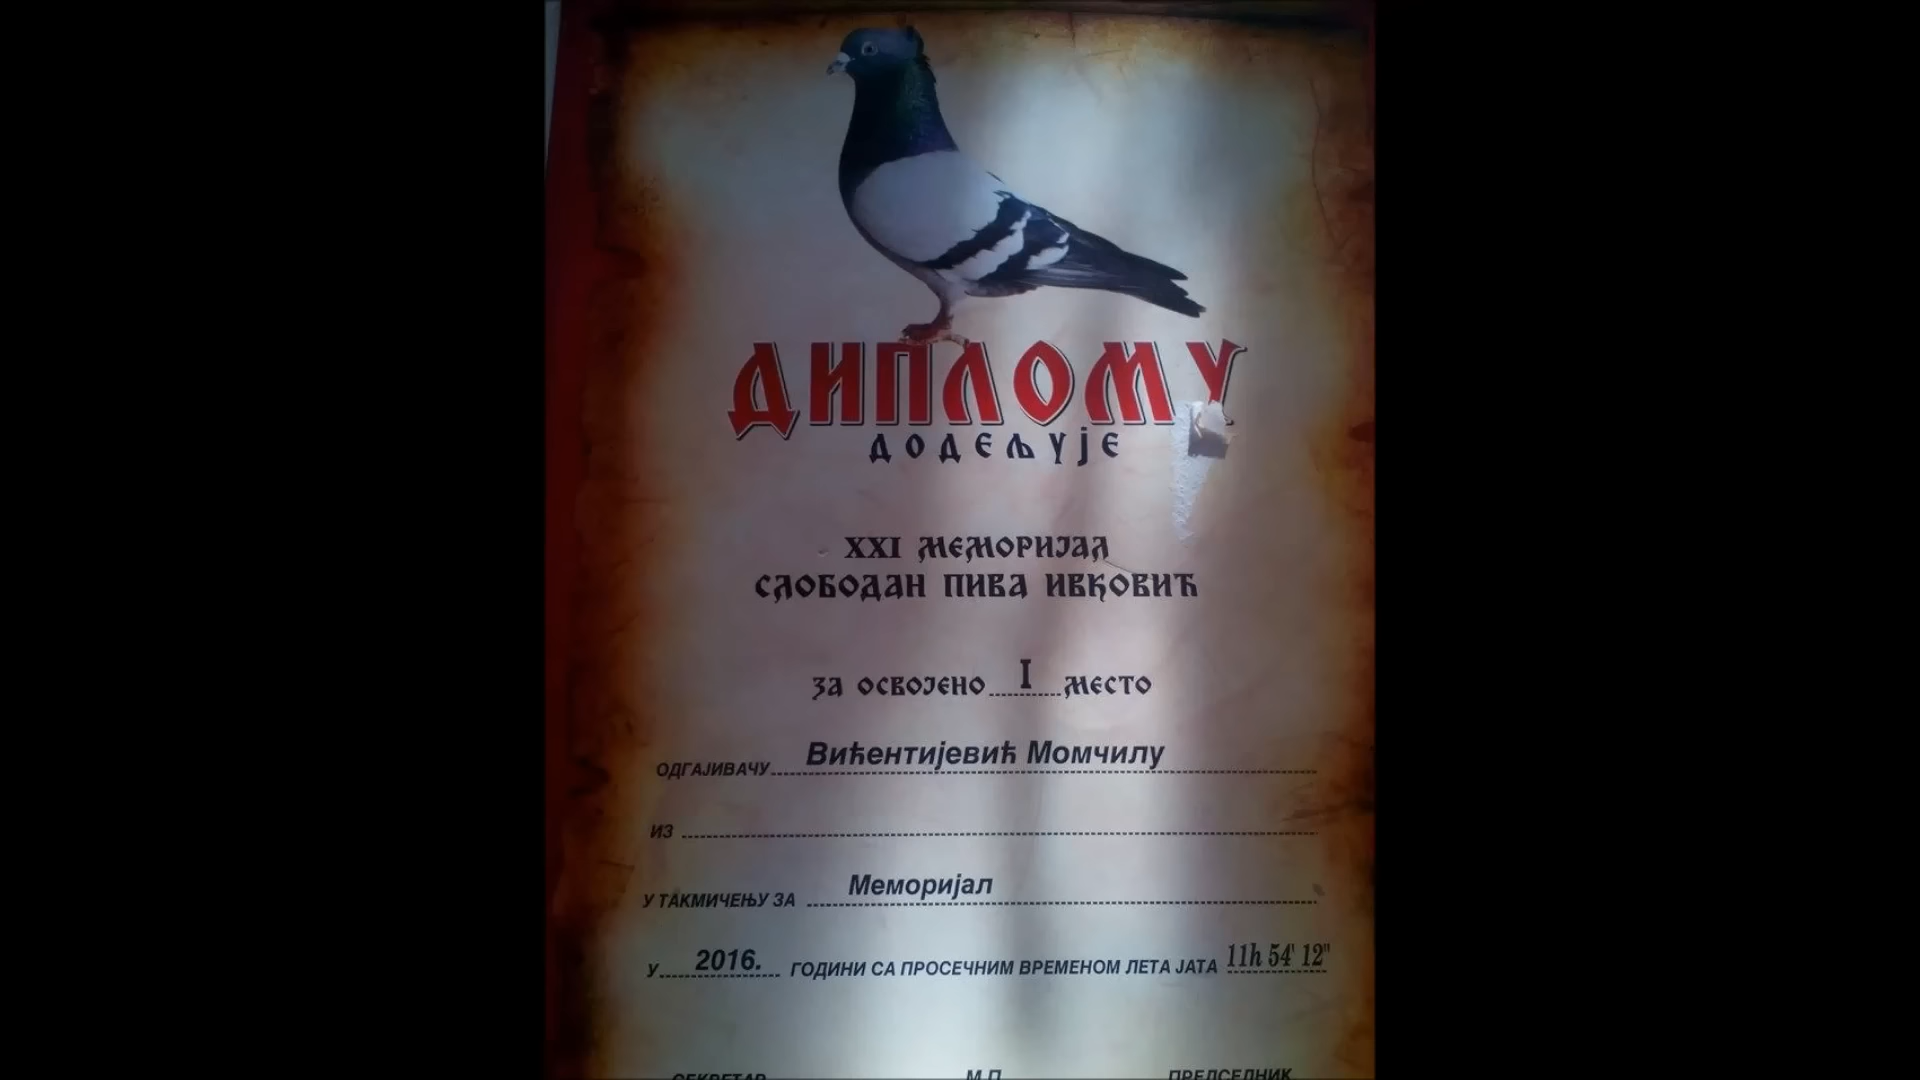 ДИПЛОМУ
ДОДЕЉУЈЕ
XXI МЕМОРИЈАЛ
СЛОБОДАН ПИВА ИВКОВИЋ
ЗА ОСВОЈЕНО I МЕСТО
ОДГАЈИВАЧУ Вићентијевић Момчилу
ИЗ
У ТАКМИЧЕЊУ ЗА Меморијал
У 2016. ГОДИНИ СА ПРОСЕЧНИМ ВРЕМЕНОМ ЛЕТА ЈАТА 11h 54' 12"
СЕКРЕТАР М.П. ПРЕДСЕДНИК